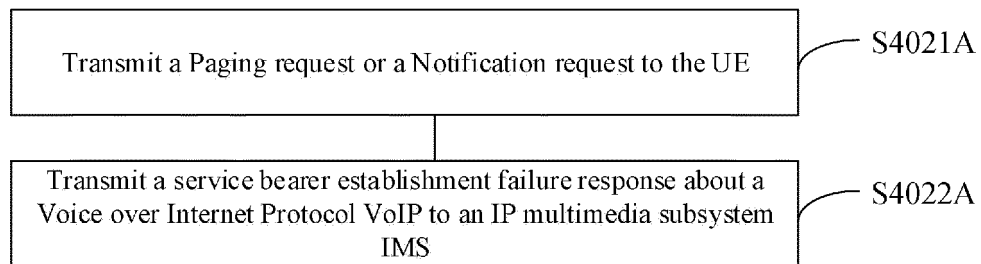 Transmit a Paging request or a Notification request to the UE
S4021A
Transmit a service bearer establishment failure response about a
Voice over Internet Protocol VoIP to an IP multimedia subsystem
IMS
S4022A